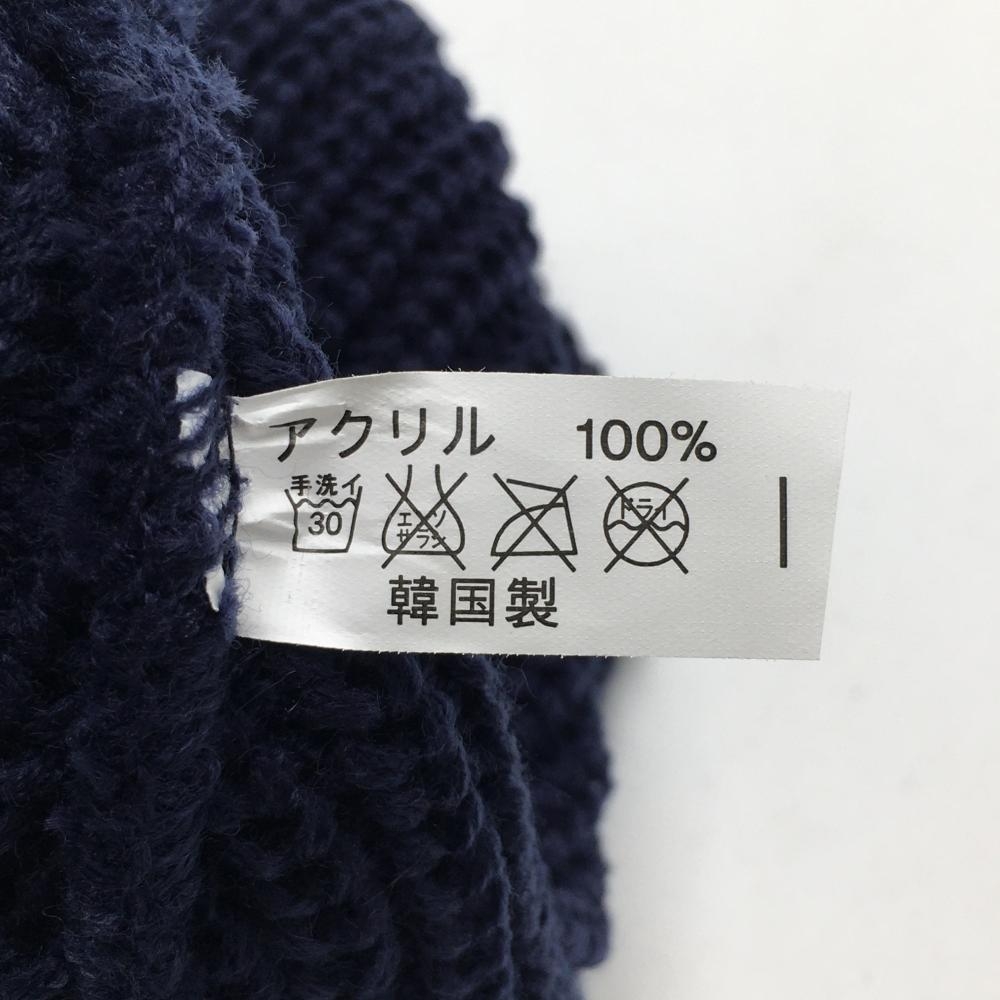 アクリル 100%
手洗イ 30 エンソ サラシ ドライ
韓国製